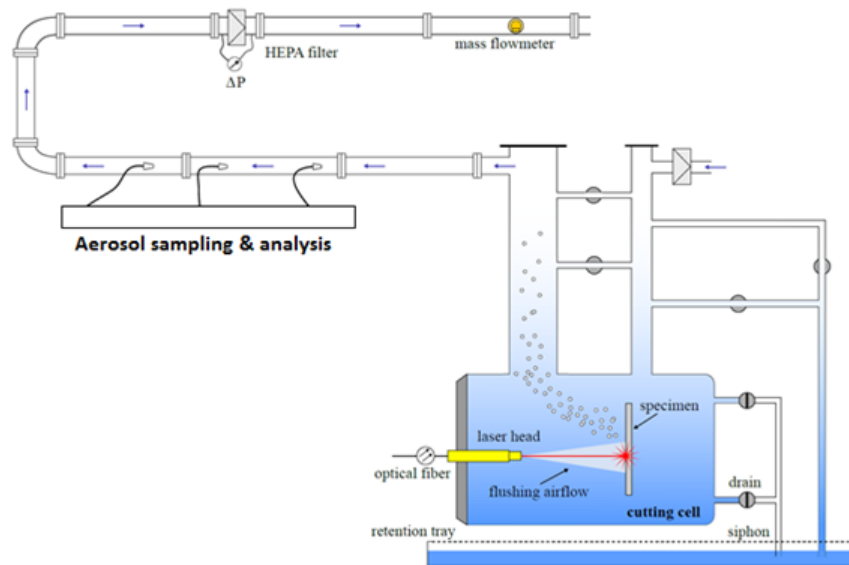 HEPA filter
mass flowmeter
ΔP
Aerosol sampling & analysis
specimen
laser head
optical fiber
flushing airflow
drain
cutting cell
retention tray
siphon